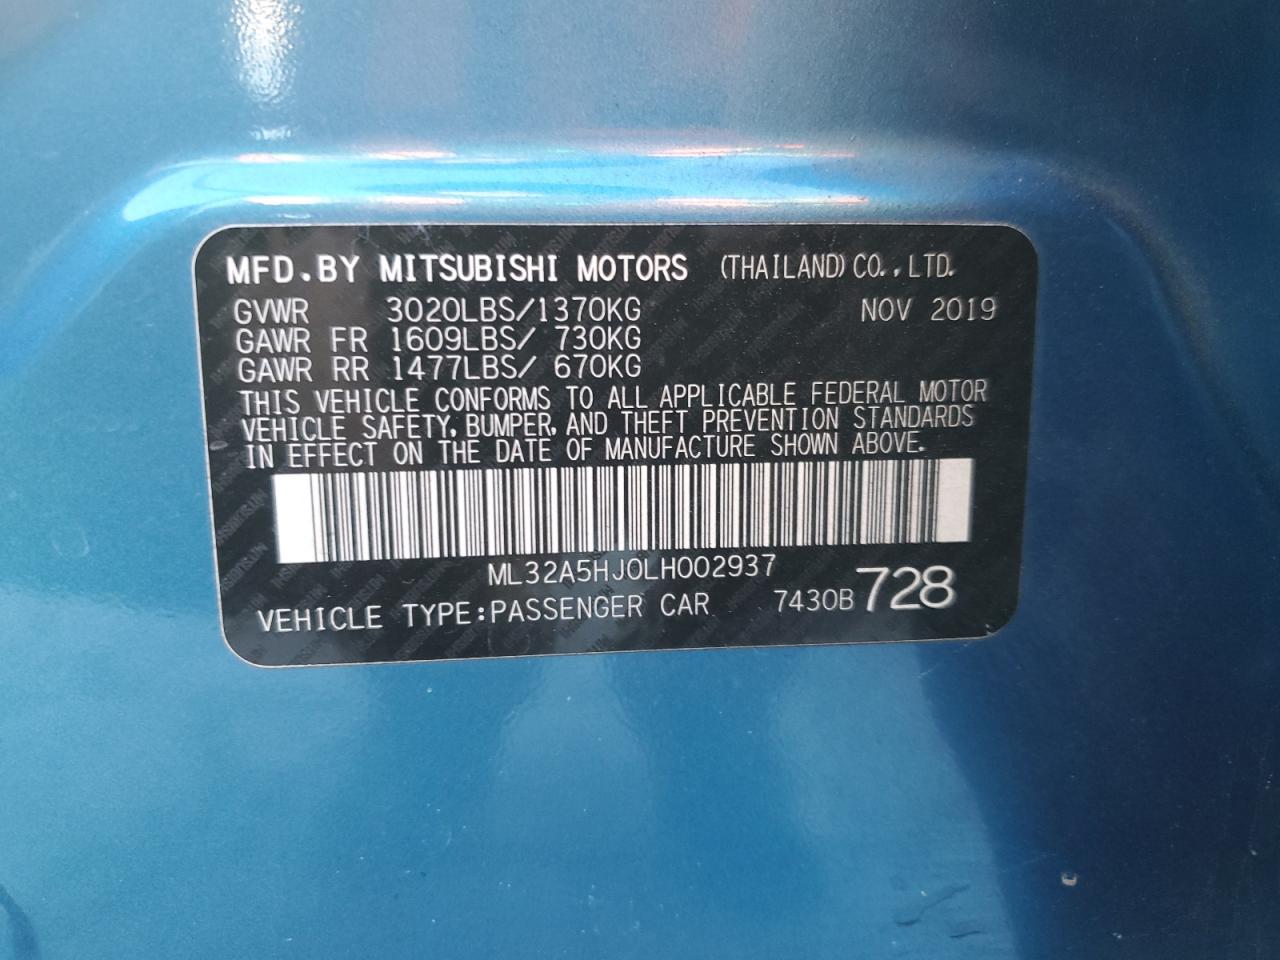 MFD.BY MITSUBISHI MOTORS (THAILAND) CO., LTD.
GVWR 3020LBS/1370KG NOV 2019
GAWR FR 1609LBS/ 730KG
GAWR RR 1477LBS/ 670KG
THIS VEHICLE CONFORMS TO ALL APPLICABLE FEDERAL MOTOR
VEHICLE SAFETY, BUMPER, AND THEFT PREVENTION STANDARDS
IN EFFECT ON THE DATE OF MANUFACTURE SHOWN ABOVE.
ML32A5HJ0LH002937
VEHICLE TYPE:PASSENGER CAR 7430B 728